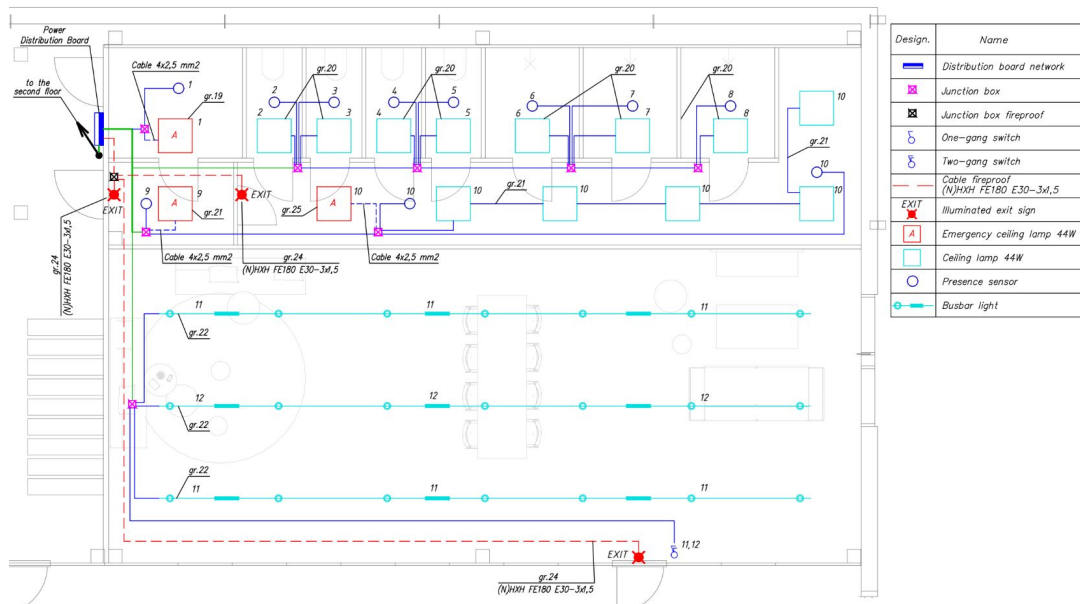 Power
Distribution Board
Cable 4x2,5 mm2
to the
second floor
1
gr.19
1
A
gr.20
2
3
2
3
gr.20
4
5
4
5
gr.20
6
7
6
7
gr.20
8
8
10
gr.21
10
EXIT
9
9
A
gr.21
EXIT
10
A
gr.25
10
10
gr.21
10
10
10
Cable 4x2,5 mm2
gr.24
(N)HXH FE180 E30-3x1,5
Cable 4x2,5 mm2
gr.24
(N)HXH FE180 E30-3x1,5
11
gr.22
11
11
12
gr.22
12
12
gr.22
11
11
11
EXIT
11,12
gr.24
(N)HXH FE180 E30-3x1,5
Design.
Name
Distribution board network
Junction box
Junction box fireproof
One-gang switch
Two-gang switch
Cable fireproof
(N)HXH FE180 E30-3x1,5
EXIT
Illuminated exit sign
A
Emergency ceiling lamp 44W
Ceiling lamp 44W
Presence sensor
Busbar light